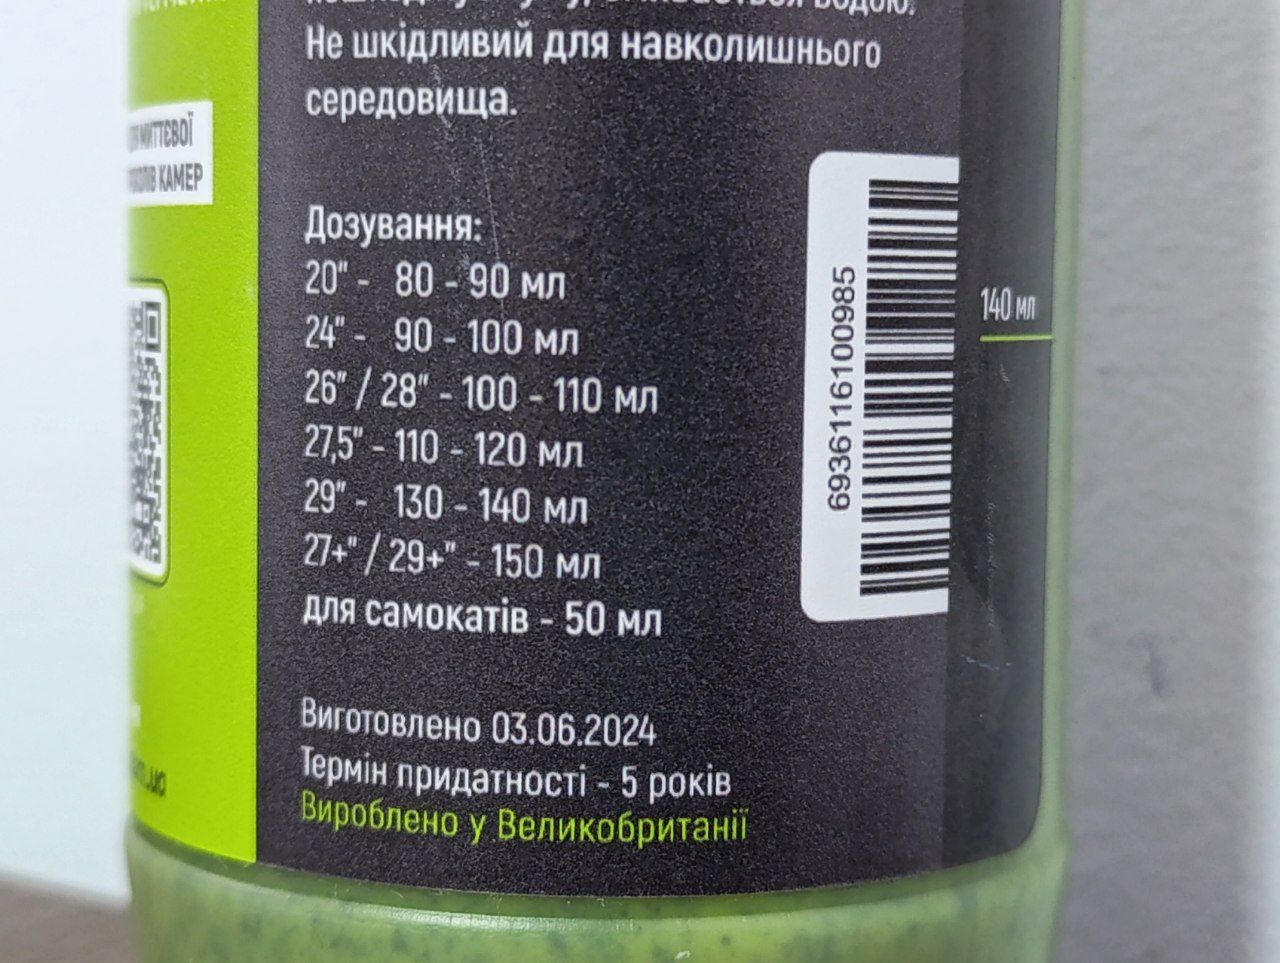 водою.
Не шкідливий для навколишнього
середовища.
МИТТЄВОЇ
КАМЕР
Дозування:
20" - 80 - 90 мл
24" - 90 - 100 мл
26" / 28" - 100 - 110 мл
27,5" - 110 - 120 мл
29" - 130 - 140 мл
27+" / 29+" - 150 мл
для самокатів - 50 мл
Виготовлено 03.06.2024
Термін придатності - 5 років
Вироблено у Великобританії
6936116100985
140 мл